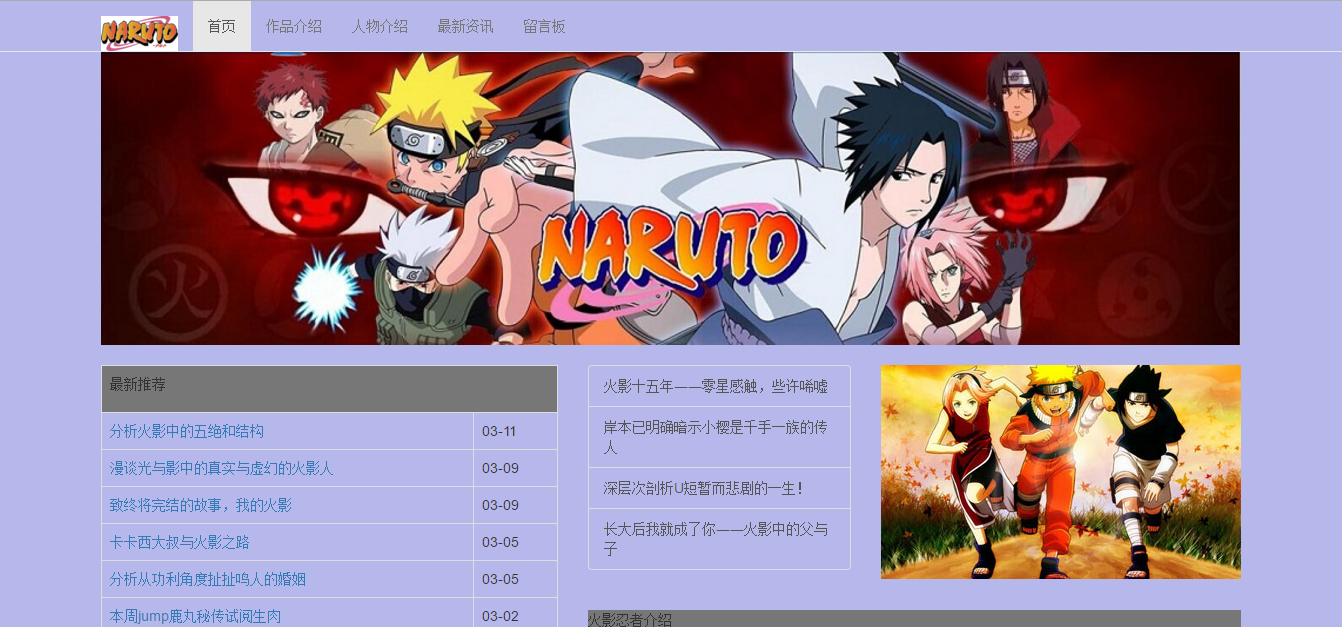 NARUTO
首页 作品介绍 人物介绍 最新资讯 留言板
火
NARUTO
最新推荐
分析火影中的五绝和结构 03-11
漫谈光与影中的真实与虚幻的火影人 03-09
致终将完结的故事，我的火影 03-09
卡卡西大叔与火影之路 03-05
分析从功利角度扯扯鸣人的婚姻 03-05
本周jump鹿丸秘传试阅生肉 03-02
火影十五年——零星感触，些许唏嘘
岸本已明确暗示小樱是千手一族的传
人
深层次剖析U短暂而悲剧的一生！
长大后我就成了你——火影中的父与
子
火影忍者介绍